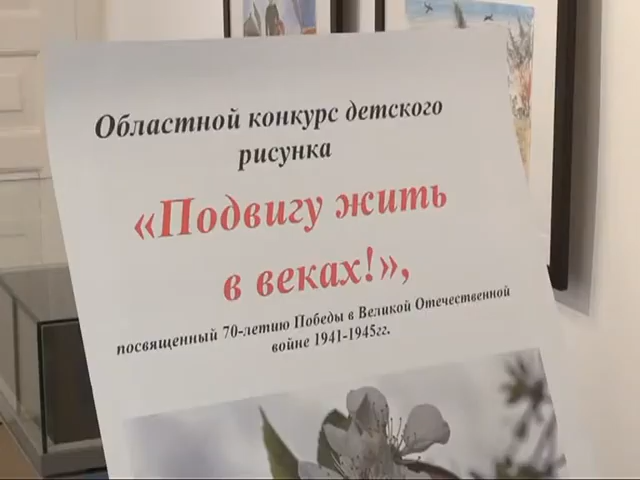 Областной конкурс детского
рисунка
«Подвигу жить
в веках!»,
посвященный 70-летию Победы в Великой Отечественной
войне 1941-1945гг.